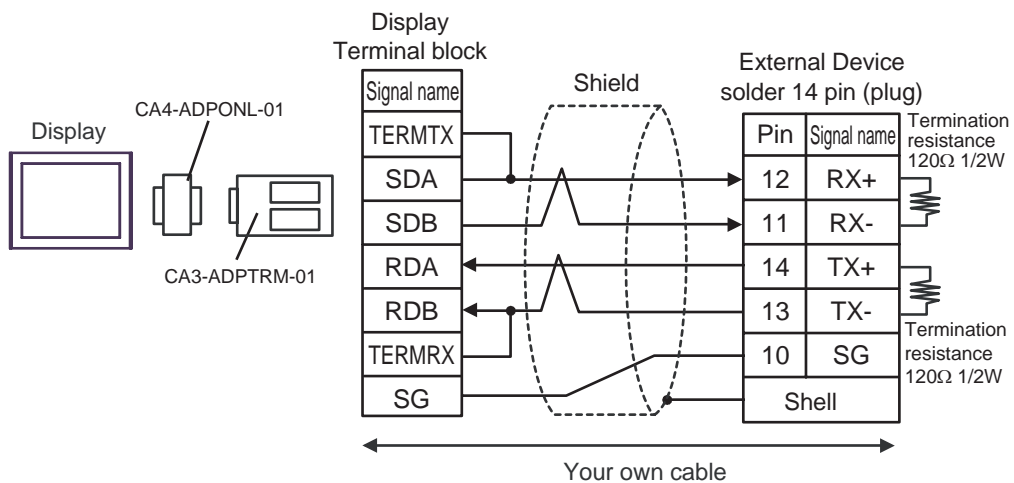 Display
CA4-ADPONL-01
CA3-ADPTRM-01
Display
Terminal block
Signal name
TERMTX
SDA
SDB
RDA
RDB
TERMRX
SG
Shield
External Device
solder 14 pin (plug)
Pin Signal name
12 RX+
11 RX-
14 TX+
13 TX-
10 SG
Shell
Termination
resistance
120Ω 1/2W
Termination
resistance
120Ω 1/2W
Your own cable